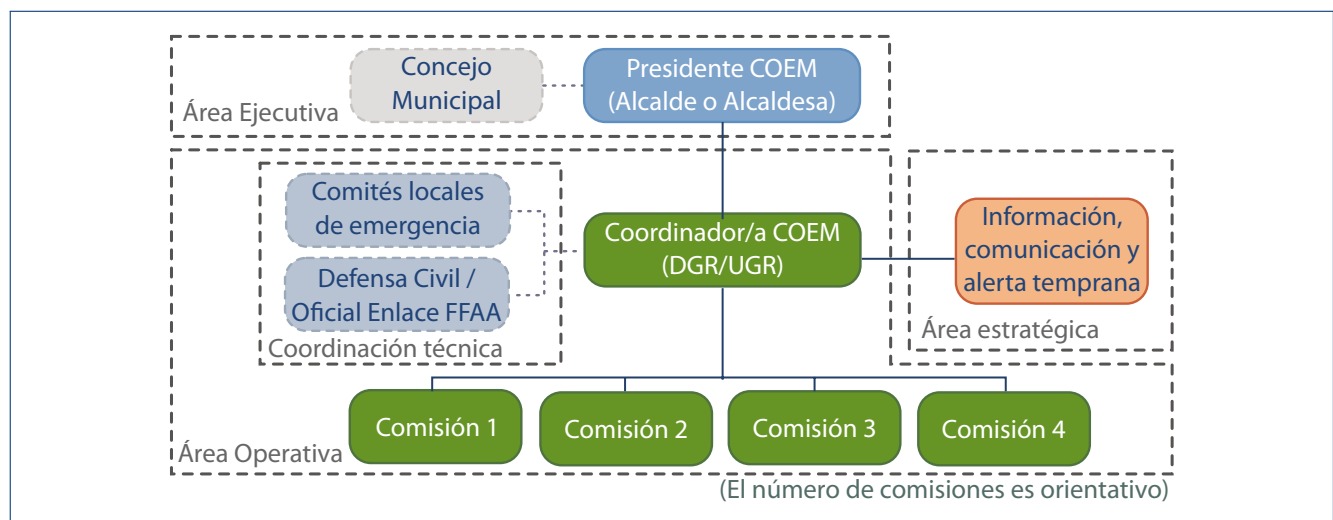 Concejo
Municipal
Presidente COEM
(Alcalde o Alcaldesa)
Área Ejecutiva
Comités locales
de emergencia
Defensa Civil /
Oficial Enlace FFAA
Coordinación técnica
Coordinador/a COEM
(DGR/UGR)
Información,
comunicación y
alerta temprana
Área estratégica
Comisión 1
Comisión 2
Comisión 3
Comisión 4
Área Operativa
(El número de comisiones es orientativo)